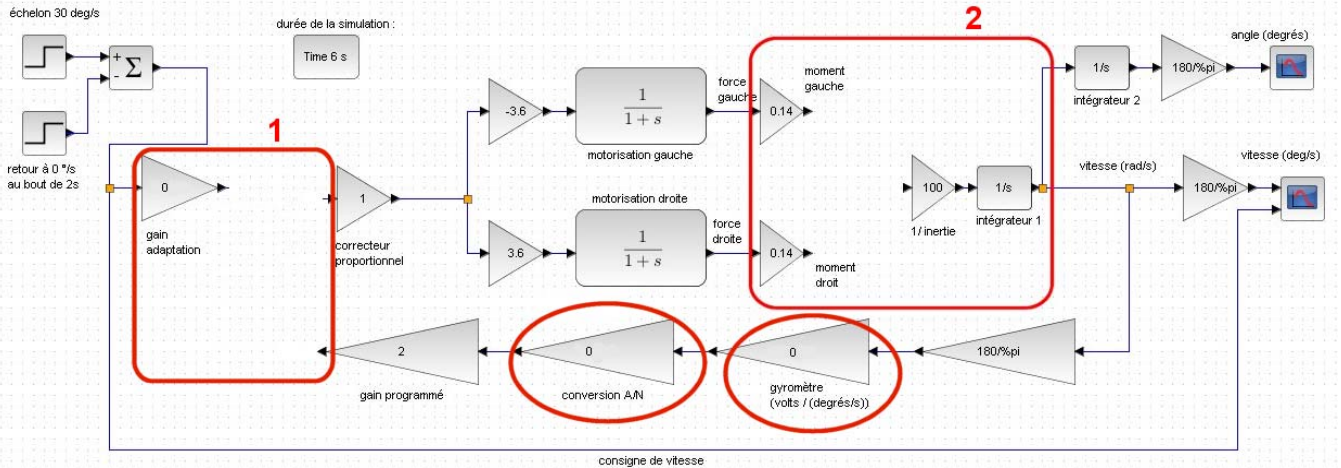 échelon 30 deg/s
durée de la simulation :
Time 6 s
+
-
Σ
retour à 0 °/s
au bout de 2s
1
2
0
gain
adaptation
1
correcteur
proportionnel
-3.6
1
1 + s
motorisation gauche
force
gauche
0.14
moment
gauche
3.6
motorisation droite
1
1 + s
force
droite
0.14
moment
droit
100
1/ inertie
1/s
intégrateur 1
1/s
intégrateur 2
180/%pi
angle (degrés)
vitesse (rad/s)
180/%pi
vitesse (deg/s)
2
gain programmé
0
conversion A/N
0
gyromètre
(volts / (degrés/s))
180/%pi
consigne de vitesse